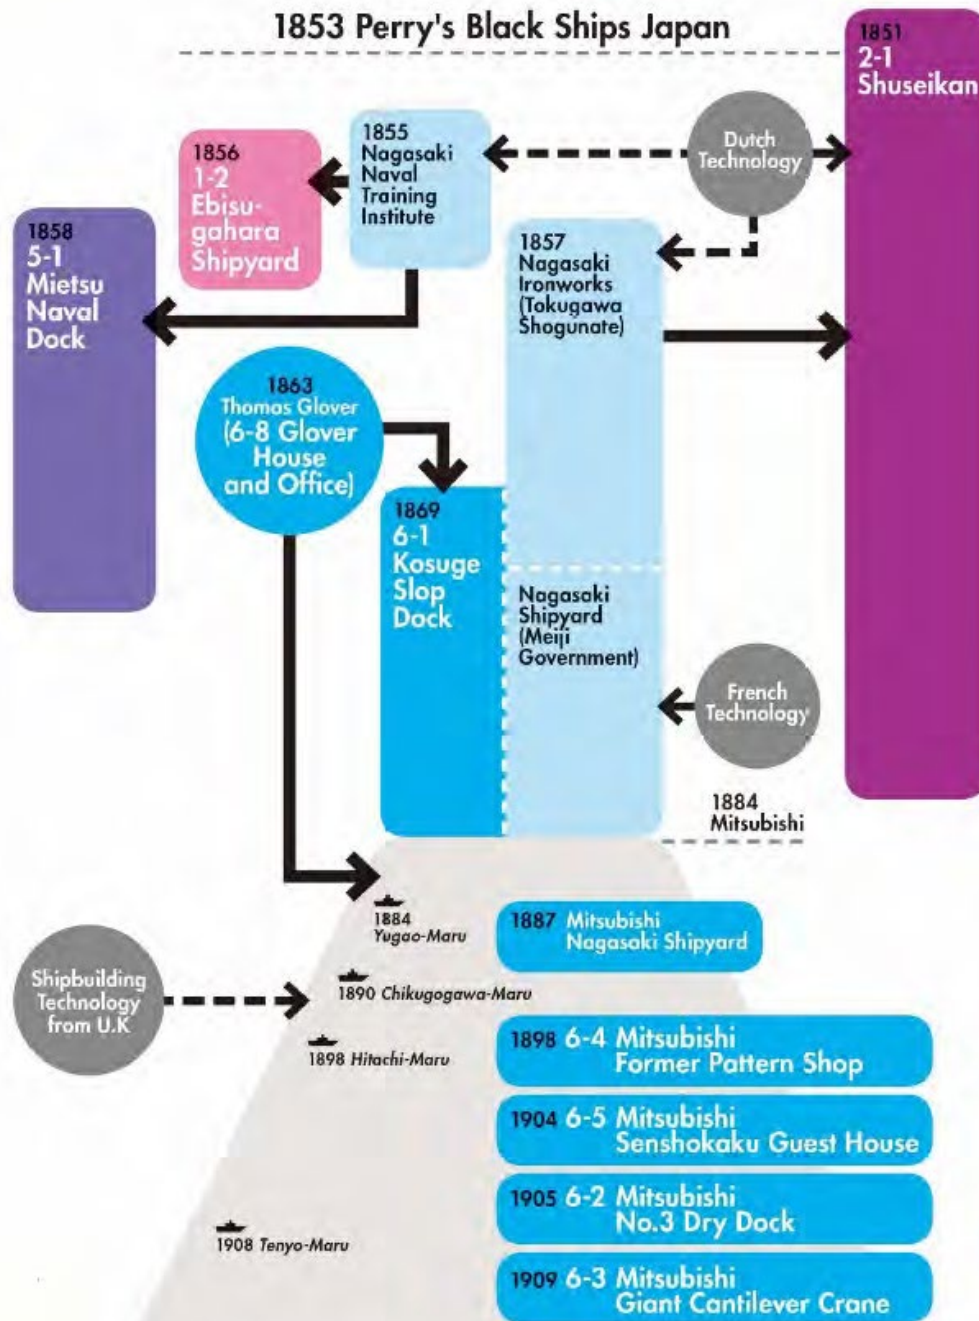 1853 Perry's Black Ships Japan
1851
2-1
Shuseikan
Dutch
Technology
1855
Nagasaki
Naval
Training
Institute
1856
1-2
Ebisu-
gahara
Shipyard
1858
5-1
Mietsu
Naval
Dock
1857
Nagasaki
Ironworks
(Tokugawa
Shogunate)
1863
Thomas Glover
(6-8 Glover
House
and Office)
1869
6-1
Kosuge
Slop
Dock
Nagasaki
Shipyard
(Meiji
Government)
French
Technology
1884
Mitsubishi
1884
Yugao-Maru
1887 Mitsubishi
Nagasaki Shipyard
Shipbuilding
Technology
from U.K
1890 Chikugogawa-Maru
1898 Hitachi-Maru
1898 6-4 Mitsubishi
Former Pattern Shop
1904 6-5 Mitsubishi
Senshokaku Guest House
1905 6-2 Mitsubishi
No.3 Dry Dock
1908 Tenyo-Maru
1909 6-3 Mitsubishi
Giant Cantilever Crane